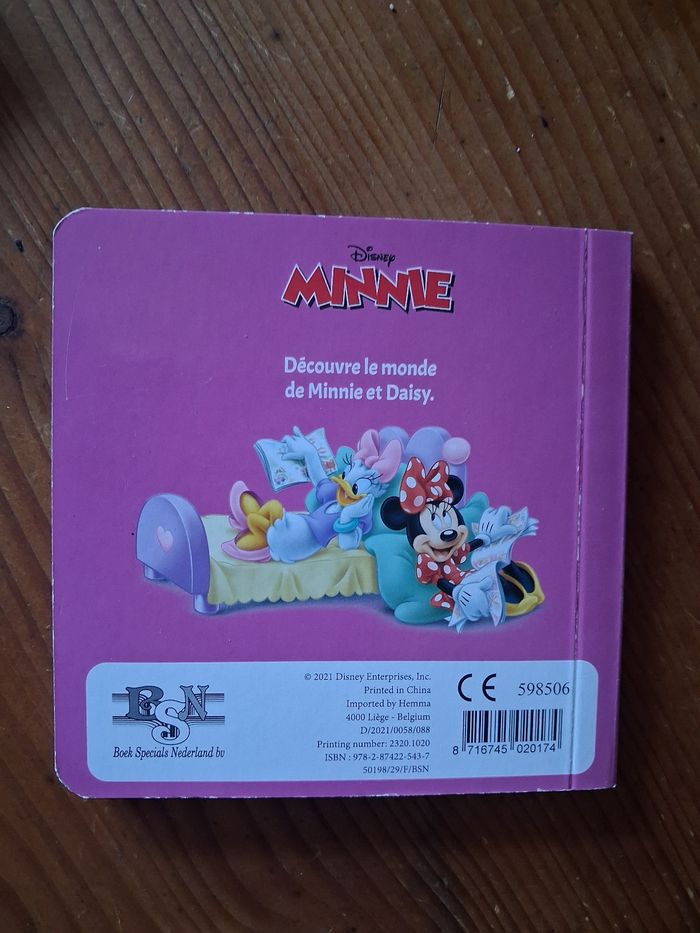 Disney
MINNIE
Découvre le monde
de Minnie et Daisy.
BSN
Boek Specials Nederland bv
© 2021 Disney Enterprises, Inc.
Printed in China
Imported by Hemma
4000 Liège - Belgium
D/2021/0058/088
Printing number: 2320.1020
ISBN : 978-2-87422-543-7
50198/29/F/BSN
CE 598506
8 716745 020174